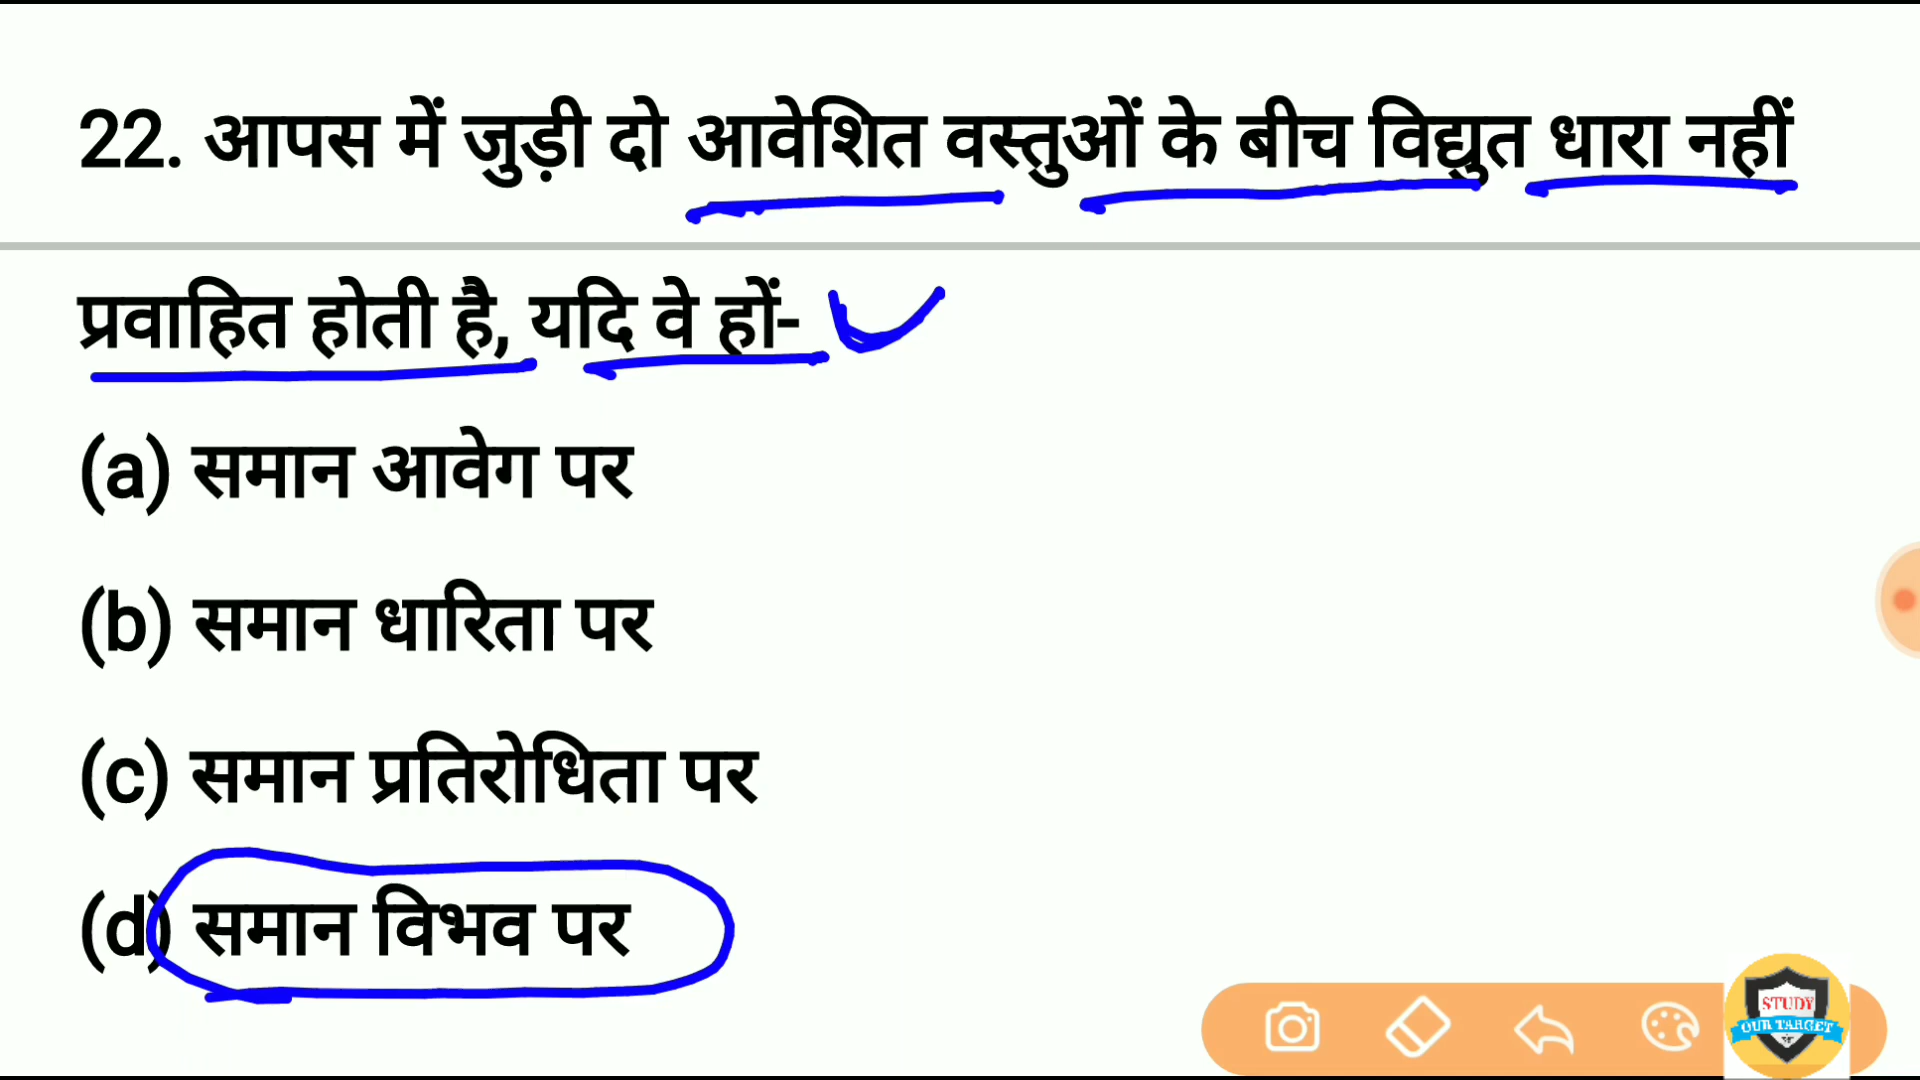 22. आपस में जुड़ी दो आवेशित वस्तुओं के बीच विद्युत धारा नहीं
प्रवाहित होती है, यदि वे हों-
(a) समान आवेग पर
(b) समान धारिता पर
(c) समान प्रतिरोधिता पर
(d) समान विभव पर
STUDY
OUR TARGET